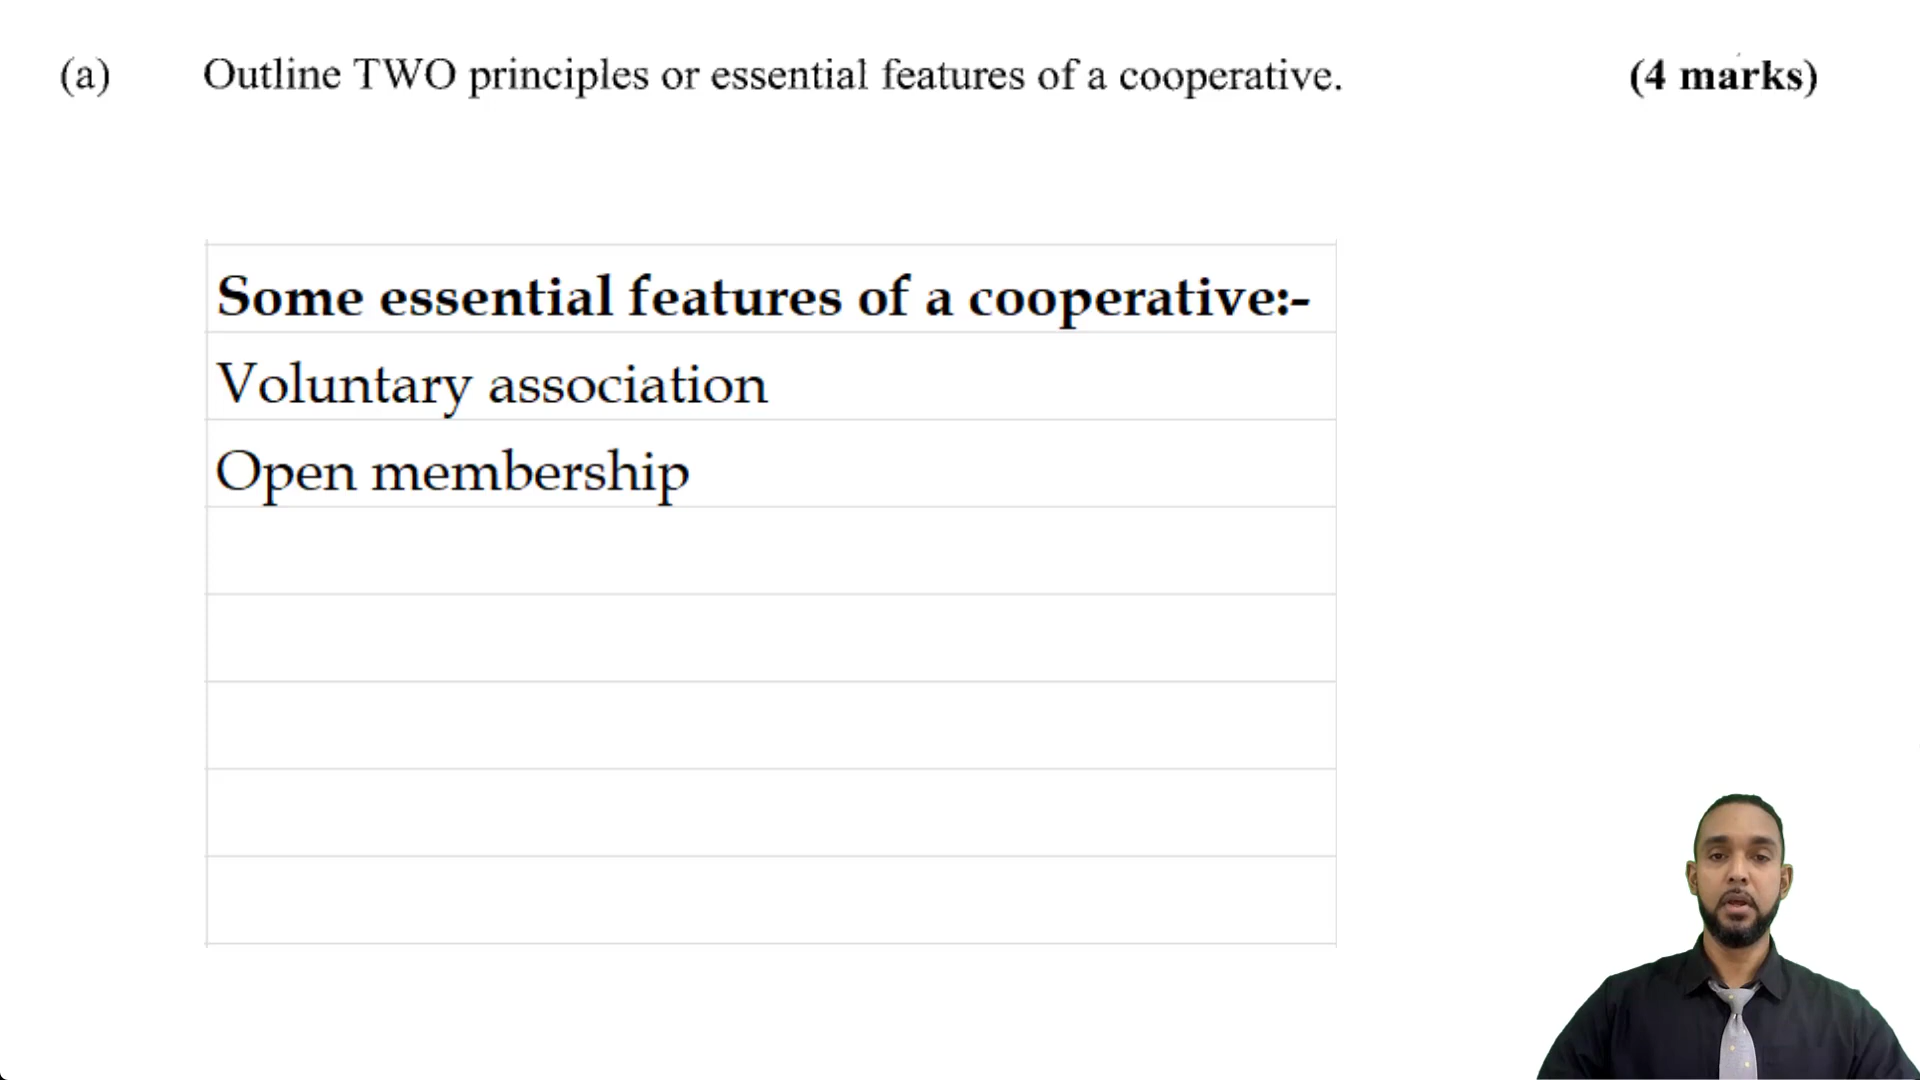 (a) Outline TWO principles or essential features of a cooperative. (4 marks)
Some essential features of a cooperative:-
Voluntary association
Open membership